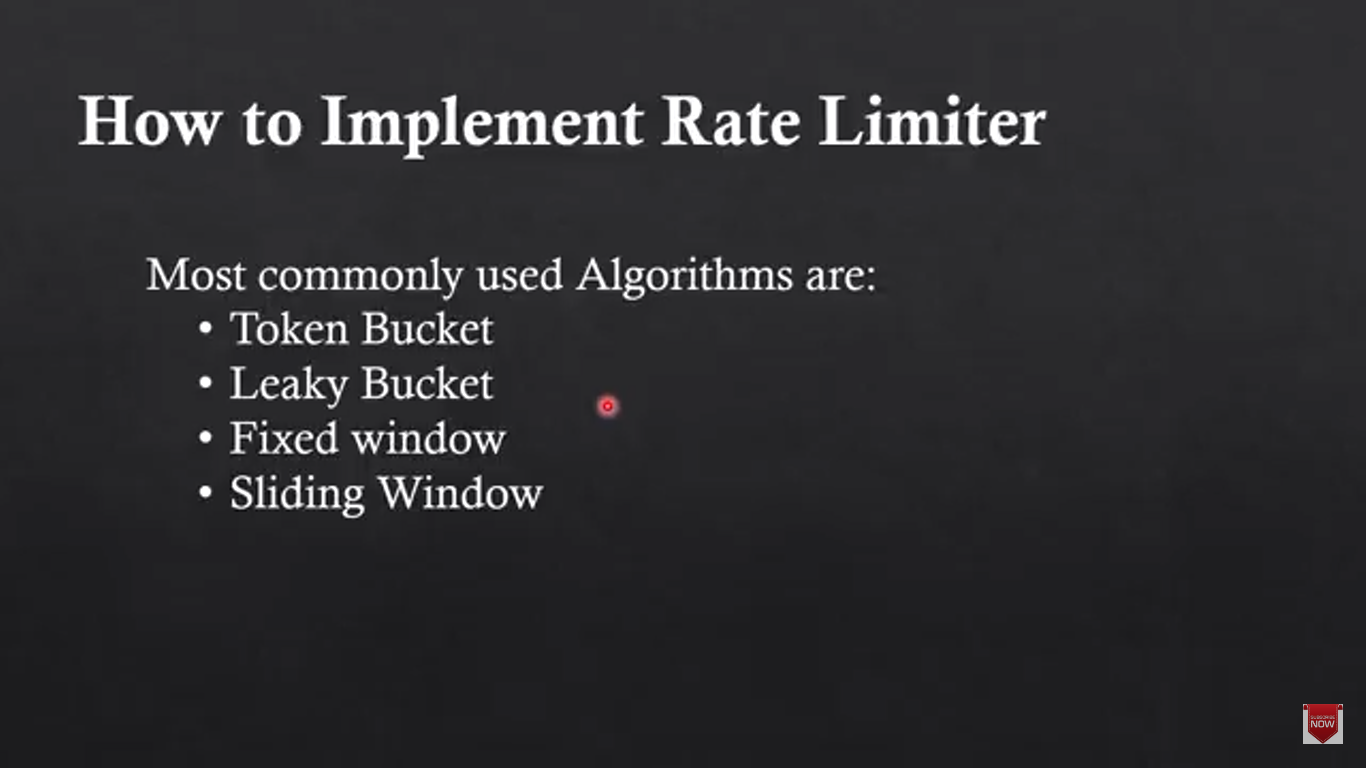 How to Implement Rate Limiter
Most commonly used Algorithms are:
• Token Bucket
• Leaky Bucket
• Fixed window
• Sliding Window
SUBSCRIBE
NOW